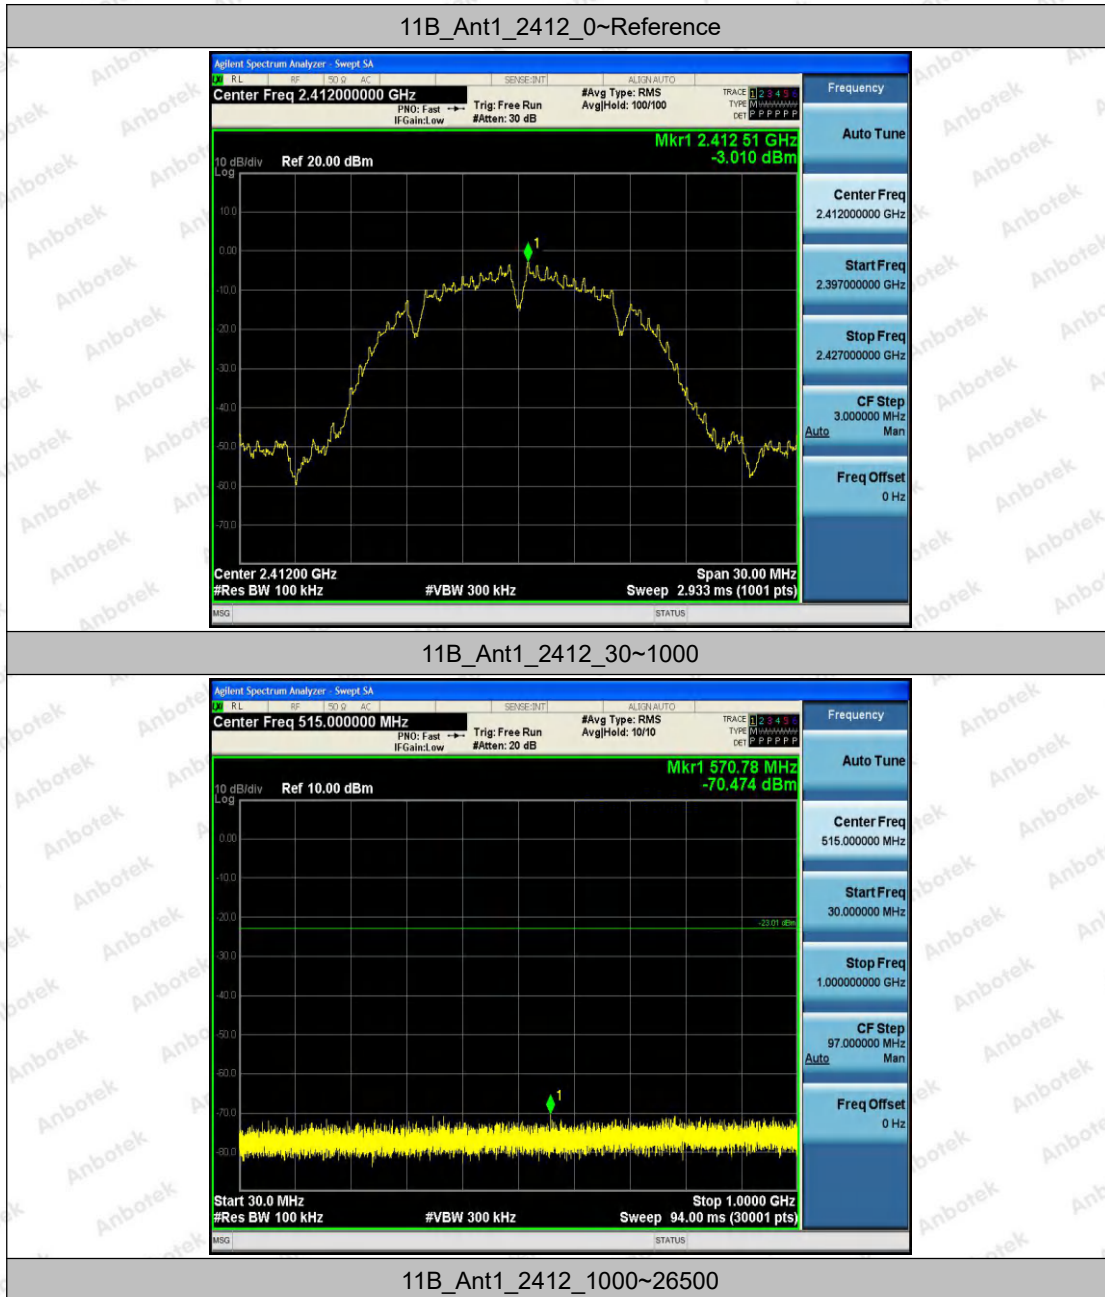 11B_Ant1_2412_0~Reference
Agilent Spectrum Analyzer - Swept SA
RL RF 50 Ω AC SENSE:INT ALIGN AUTO
Center Freq 2.412000000 GHz
PNO: Fast
IFGain:Low
Trig: Free Run
#Atten: 30 dB
#Avg Type: RMS
Avg|Hold: 100/100
TRACE 1 2 3 4 5 6
TYPE M
DET P P P P P P
Mkr1 2.412 51 GHz
-3.010 dBm
10 dB/div Ref 20.00 dBm
Log
10.0
0.00
-10.0
-20.0
-30.0
-40.0
-50.0
-70.0
1
Center 2.41200 GHz
Span 30.00 MHz
#Res BW 100 kHz
#VBW 300 kHz
Sweep 2.933 ms (1001 pts)
MSG
STATUS
Frequency
Auto Tune
Center Freq
2.412000000 GHz
Start Freq
2.397000000 GHz
Stop Freq
2.427000000 GHz
CF Step
3.000000 MHz
Auto Man
Freq Offset
0 Hz
11B_Ant1_2412_30~1000
Agilent Spectrum Analyzer - Swept SA
RL RF 50 Ω AC SENSE:INT ALIGN AUTO
Center Freq 515.000000 MHz
PNO: Fast
IFGain:Low
Trig: Free Run
#Atten: 20 dB
#Avg Type: RMS
Avg|Hold: 10/10
TRACE 1 2 3 4 5 6
TYPE M
DET P P P P P P
Mkr1 570.78 MHz
-70.474 dBm
10 dB/div Ref 10.00 dBm
Log
0.00
-10.0
-20.0
-30.0
-40.0
-50.0
-60.0
-70.0
-80.0
-23.01 dBm
1
Start 30.0 MHz
Stop 1.0000 GHz
#Res BW 100 kHz
#VBW 300 kHz
Sweep 94.00 ms (30001 pts)
MSG
STATUS
Frequency
Auto Tune
Center Freq
515.000000 MHz
Start Freq
30.000000 MHz
Stop Freq
1.000000000 GHz
CF Step
97.000000 MHz
Auto Man
Freq Offset
0 Hz
11B_Ant1_2412_1000~26500